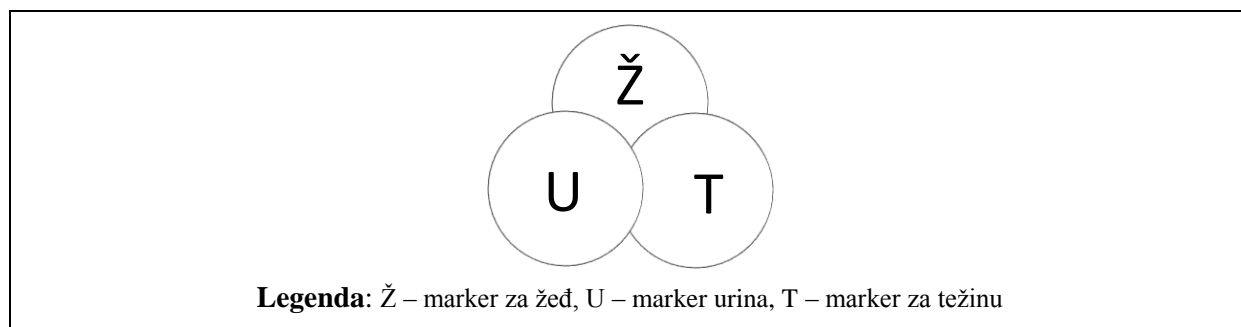 Ž
U T
Legenda: Ž – marker za žeđ, U – marker urina, T – marker za težinu